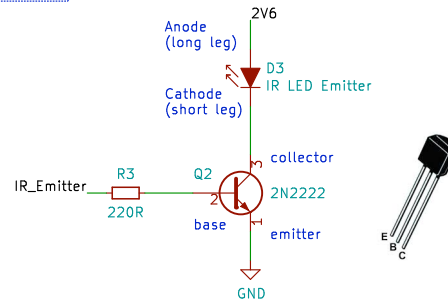 2V6
Anode
(long leg)
D3
IR LED Emitter
Cathode
(short leg)
3
collector
R3
Q2
IR_Emitter
2
2N2222
220R
base
1
emitter
GND
E
B
C